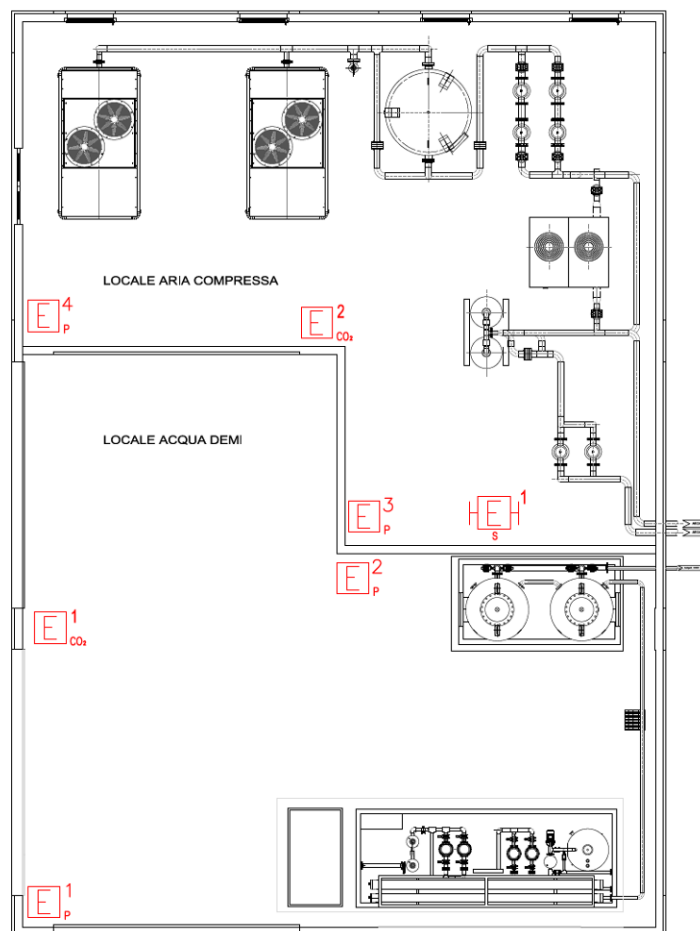 LOCALE ARIA COMPRESSA
E 4 P
E 2 CO₂
LOCALE ACQUA DEMI
E 3 P
E 1 S
E 2 P
E 1 CO₂
E 1 P